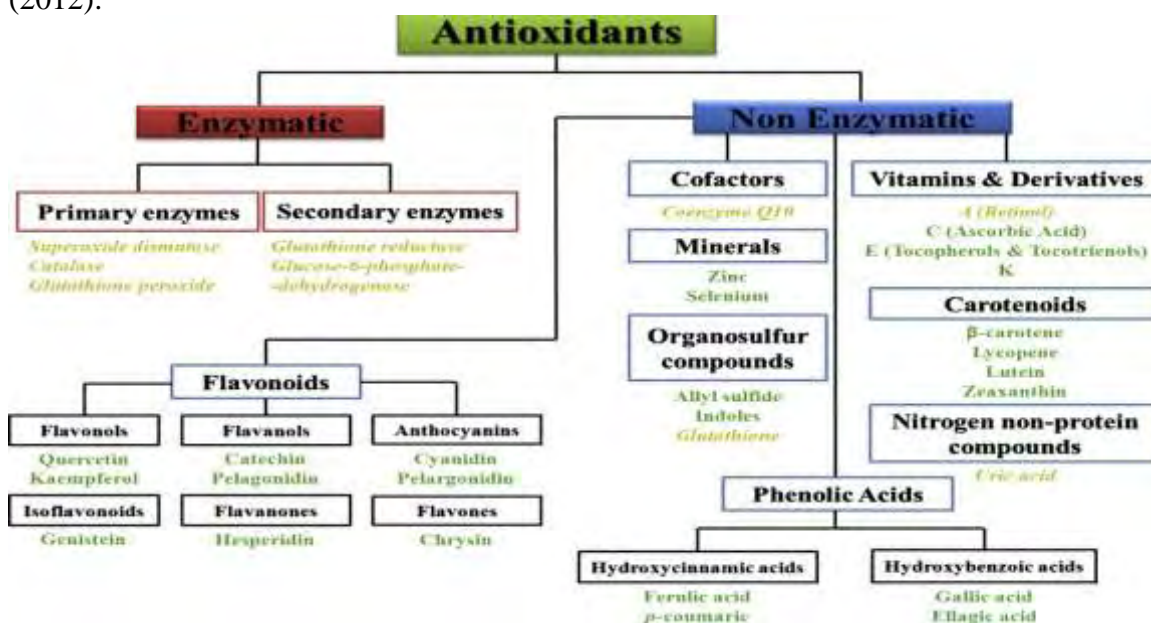 (2012).
Antioxidants
Enzymatic
Non Enzymatic
Primary enzymes
Superoxide dismutase
Catalase
Glutathione peroxide
Secondary enzymes
Glutathione reductase
Glucose-6-phosphate-
-dehydrogenase
Cofactors
Coenzyme Q10
Minerals
Zinc
Selenium
Organosulfur
compounds
Allyl sulfide
Indoles
Glutathione
Vitamins & Derivatives
A (Retinol)
C (Ascorbic Acid)
E (Tocopherols & Tocotrienols)
K
Carotenoids
β-carotene
Lycopene
Lutein
Zeaxanthin
Nitrogen non-protein
compounds
Uric acid
Flavonoids
Flavonols
Quercetin
Kaempferol
Flavanols
Catechin
Pelagonidin
Anthocyanins
Cyanidin
Pelargonidin
Isoflavonoids
Genistein
Flavanones
Hesperidin
Flavones
Chrysin
Phenolic Acids
Hydroxycinnamic acids
Ferulic acid
p-coumaric
Hydroxybenzoic acids
Gallic acid
Ellagic acid